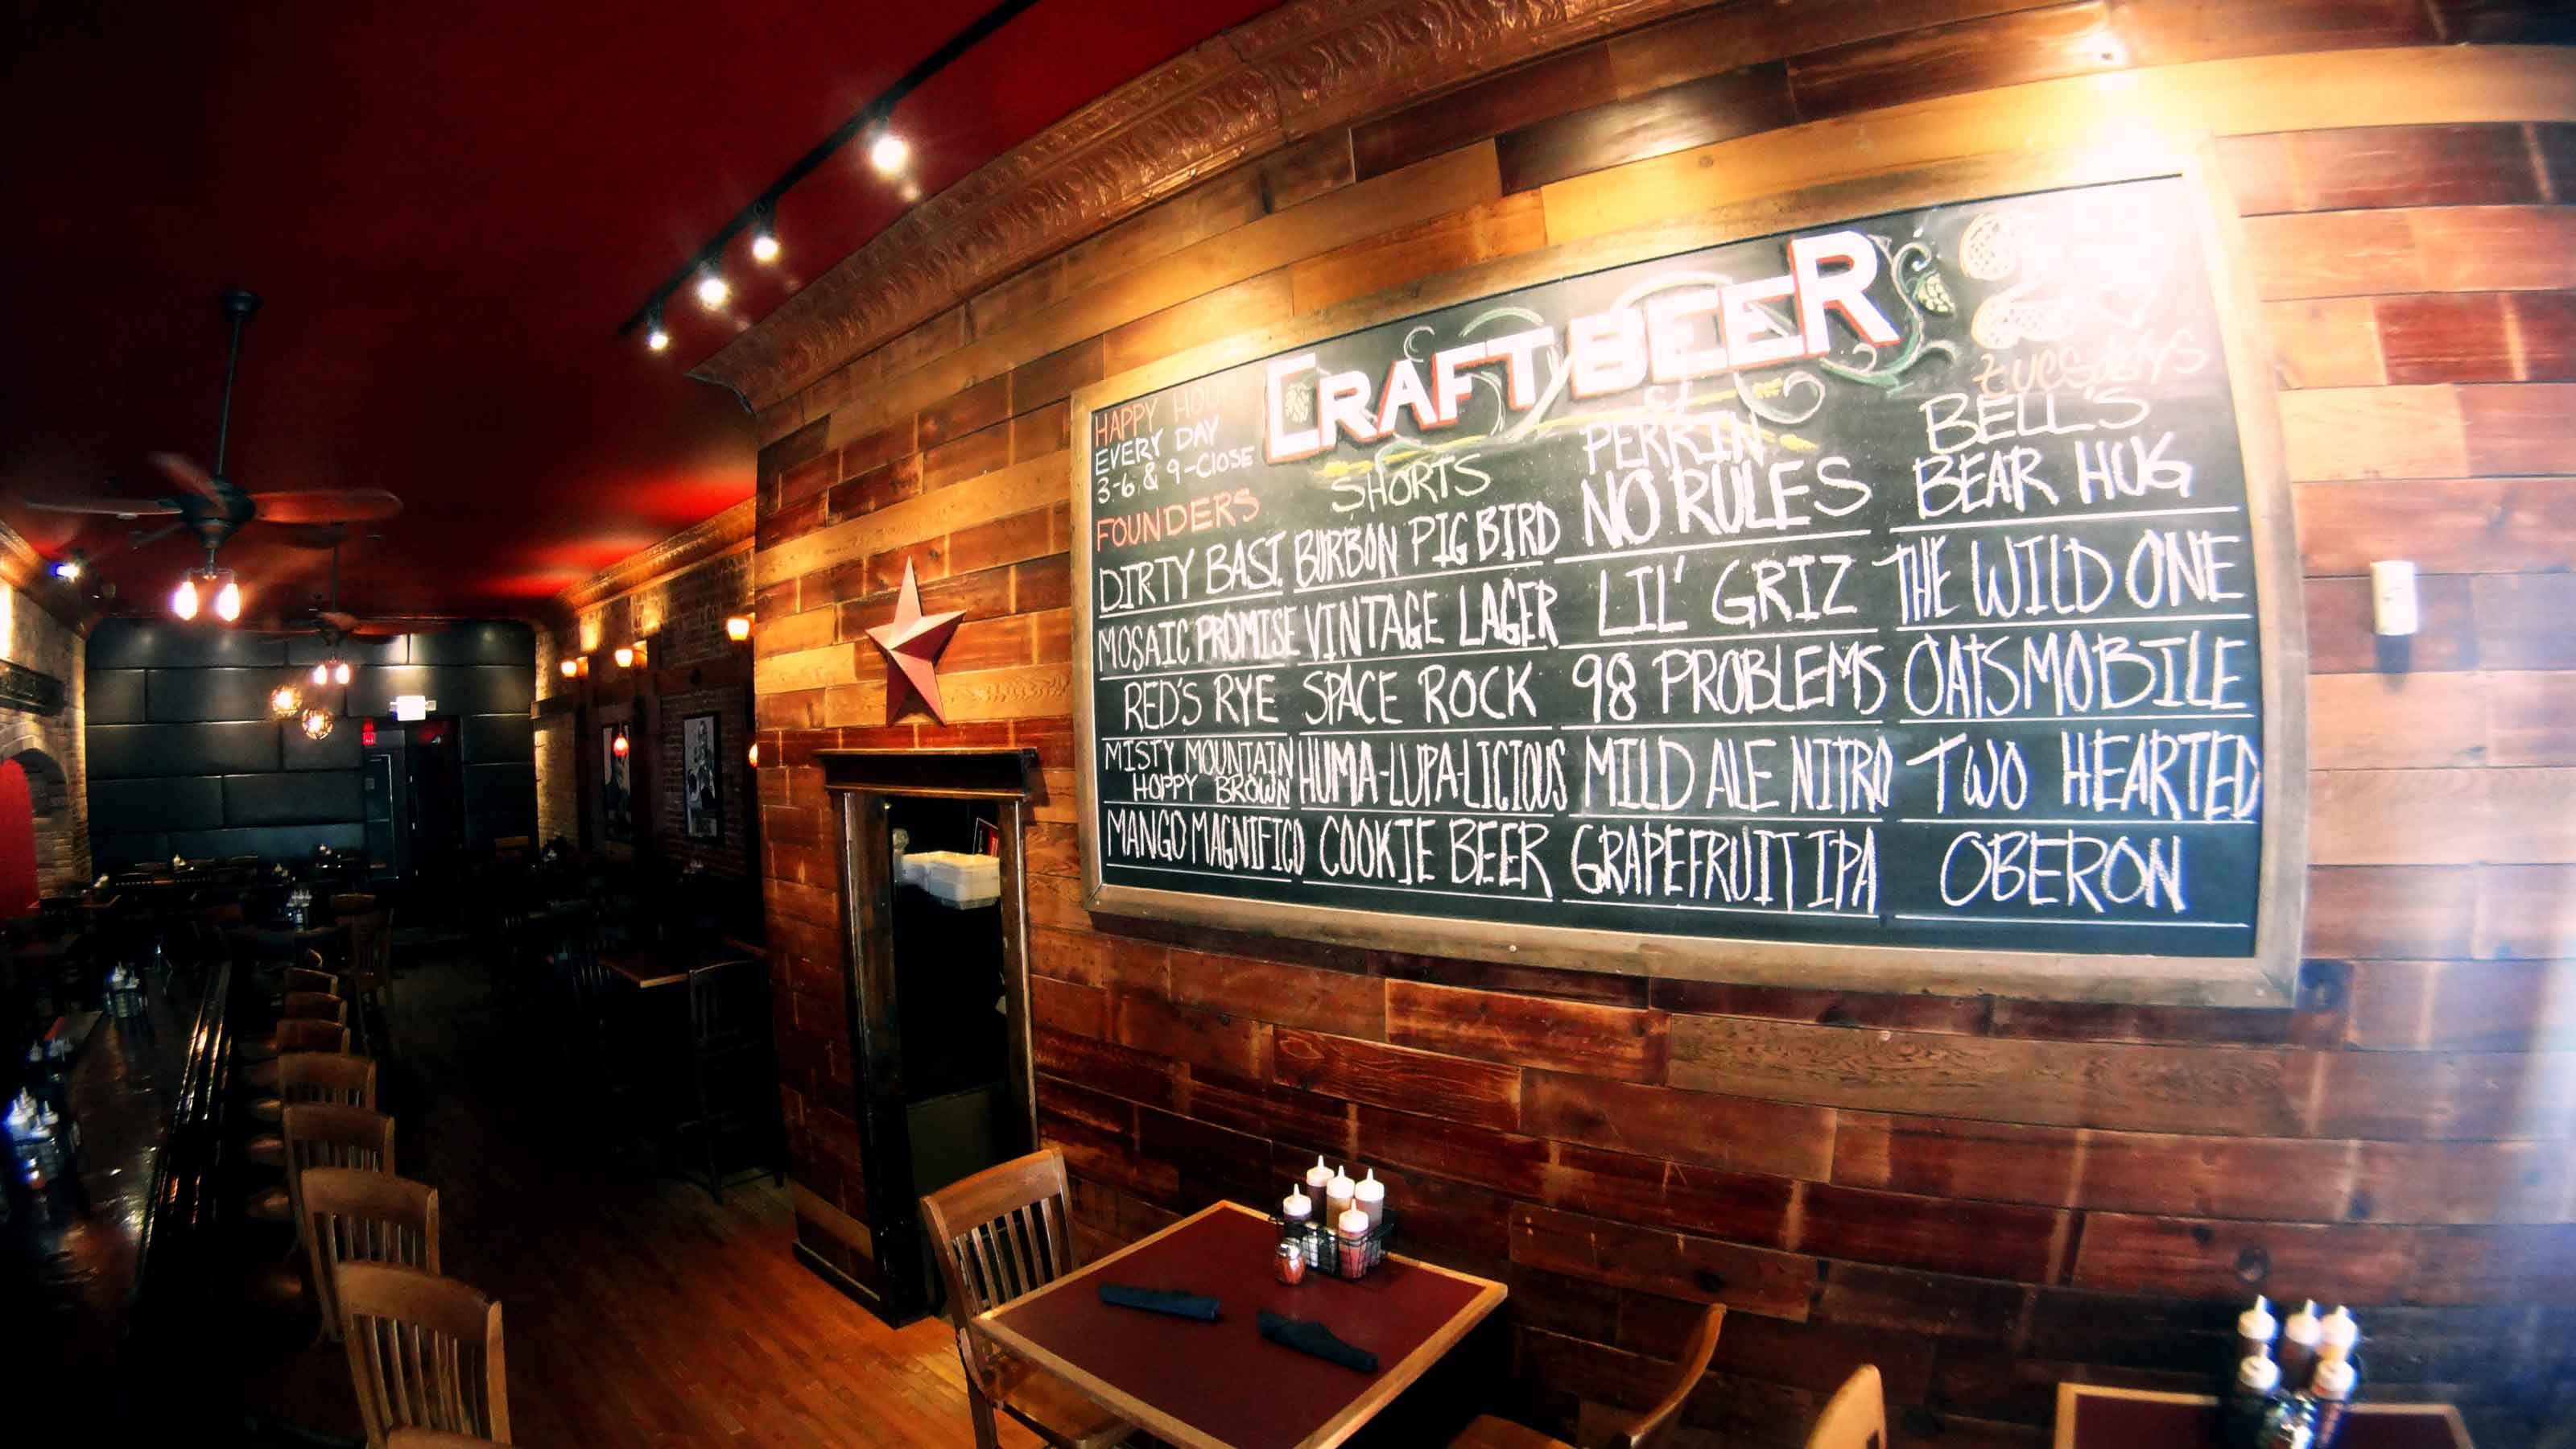 CRAFT BEER
HAPPY HOU
EVERY DAY
3-6 & 9-CLOSE
FOUNDERS
DIRTY BAST.
MOSAIC PROMISE
RED'S RYE
MISTY MOUNTAIN
HOPPY BROWN
MANGO MAGNIFICO
SHORTS
BURBON PIG BIRD
VINTAGE LAGER
SPACE ROCK
HUMA-LUPA-LICIOUS
COOKIE BEER
PERRIN
NO RULES
LIL' GRIZ
98 PROBLEMS
MILD ALE NITRO
GRAPEFRUIT IPA
TUESDAYS
BELL'S
BEAR HUG
THE WILD ONE
OATSMOBILE
TWO HEARTED
OBERON